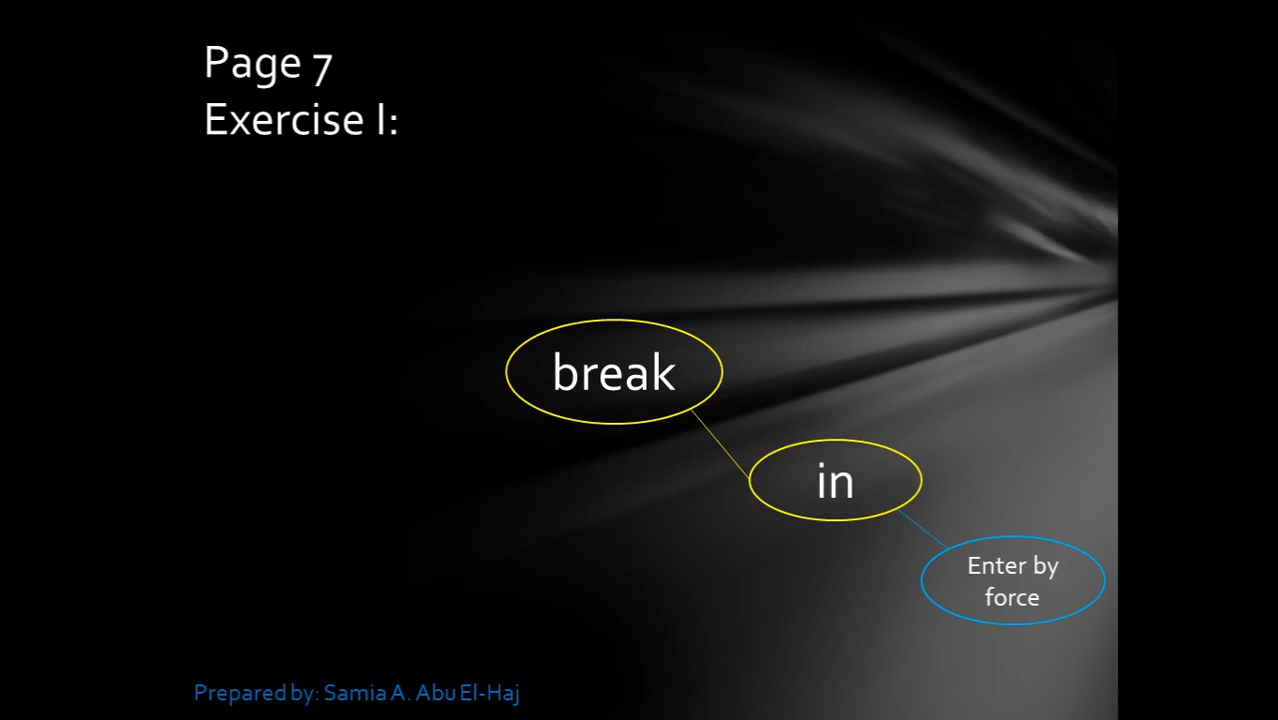 Page 7
Exercise I:
break
in
Enter by
force
Prepared by: Samia A. Abu El-Haj